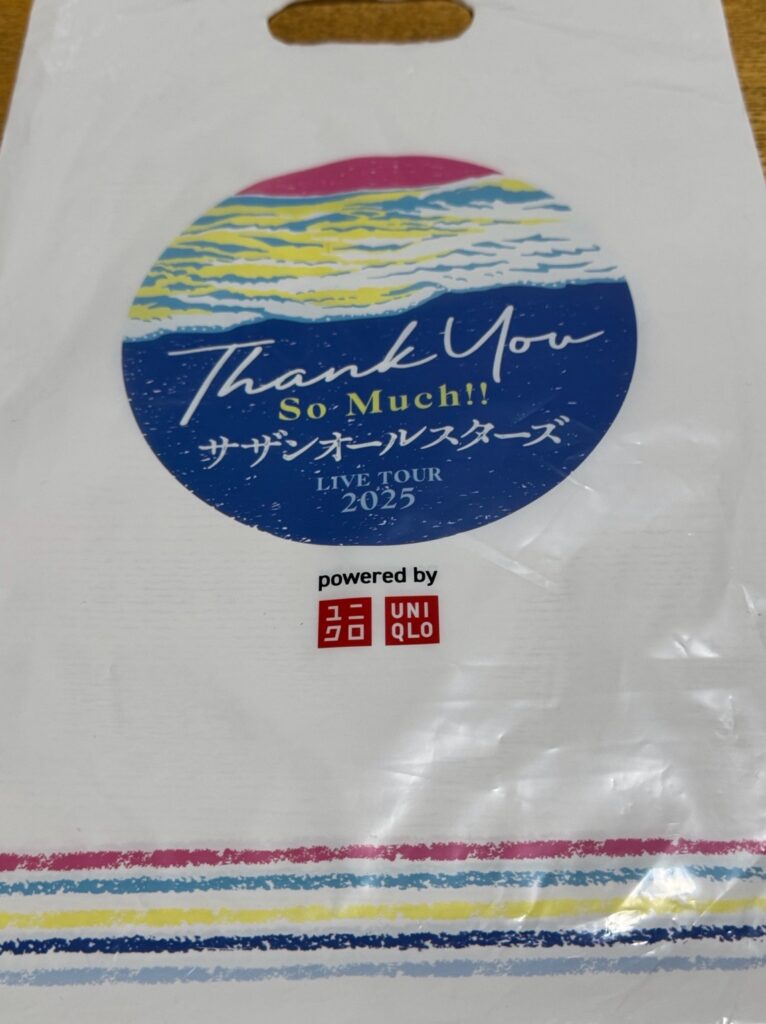 Thank You
So Much!!
サザンオールスターズ
LIVE TOUR
2025
powered by
ユニ UNI
クロ QLO